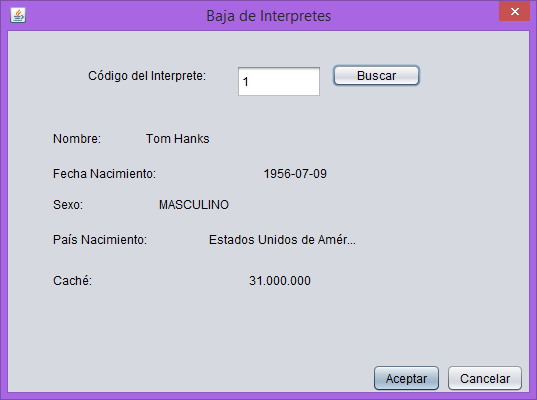 Baja de Interpretes
Código del Interprete: 1 Buscar
Nombre: Tom Hanks
Fecha Nacimiento: 1956-07-09
Sexo: MASCULINO
País Nacimiento: Estados Unidos de Amér...
Caché: 31.000.000
Aceptar Cancelar